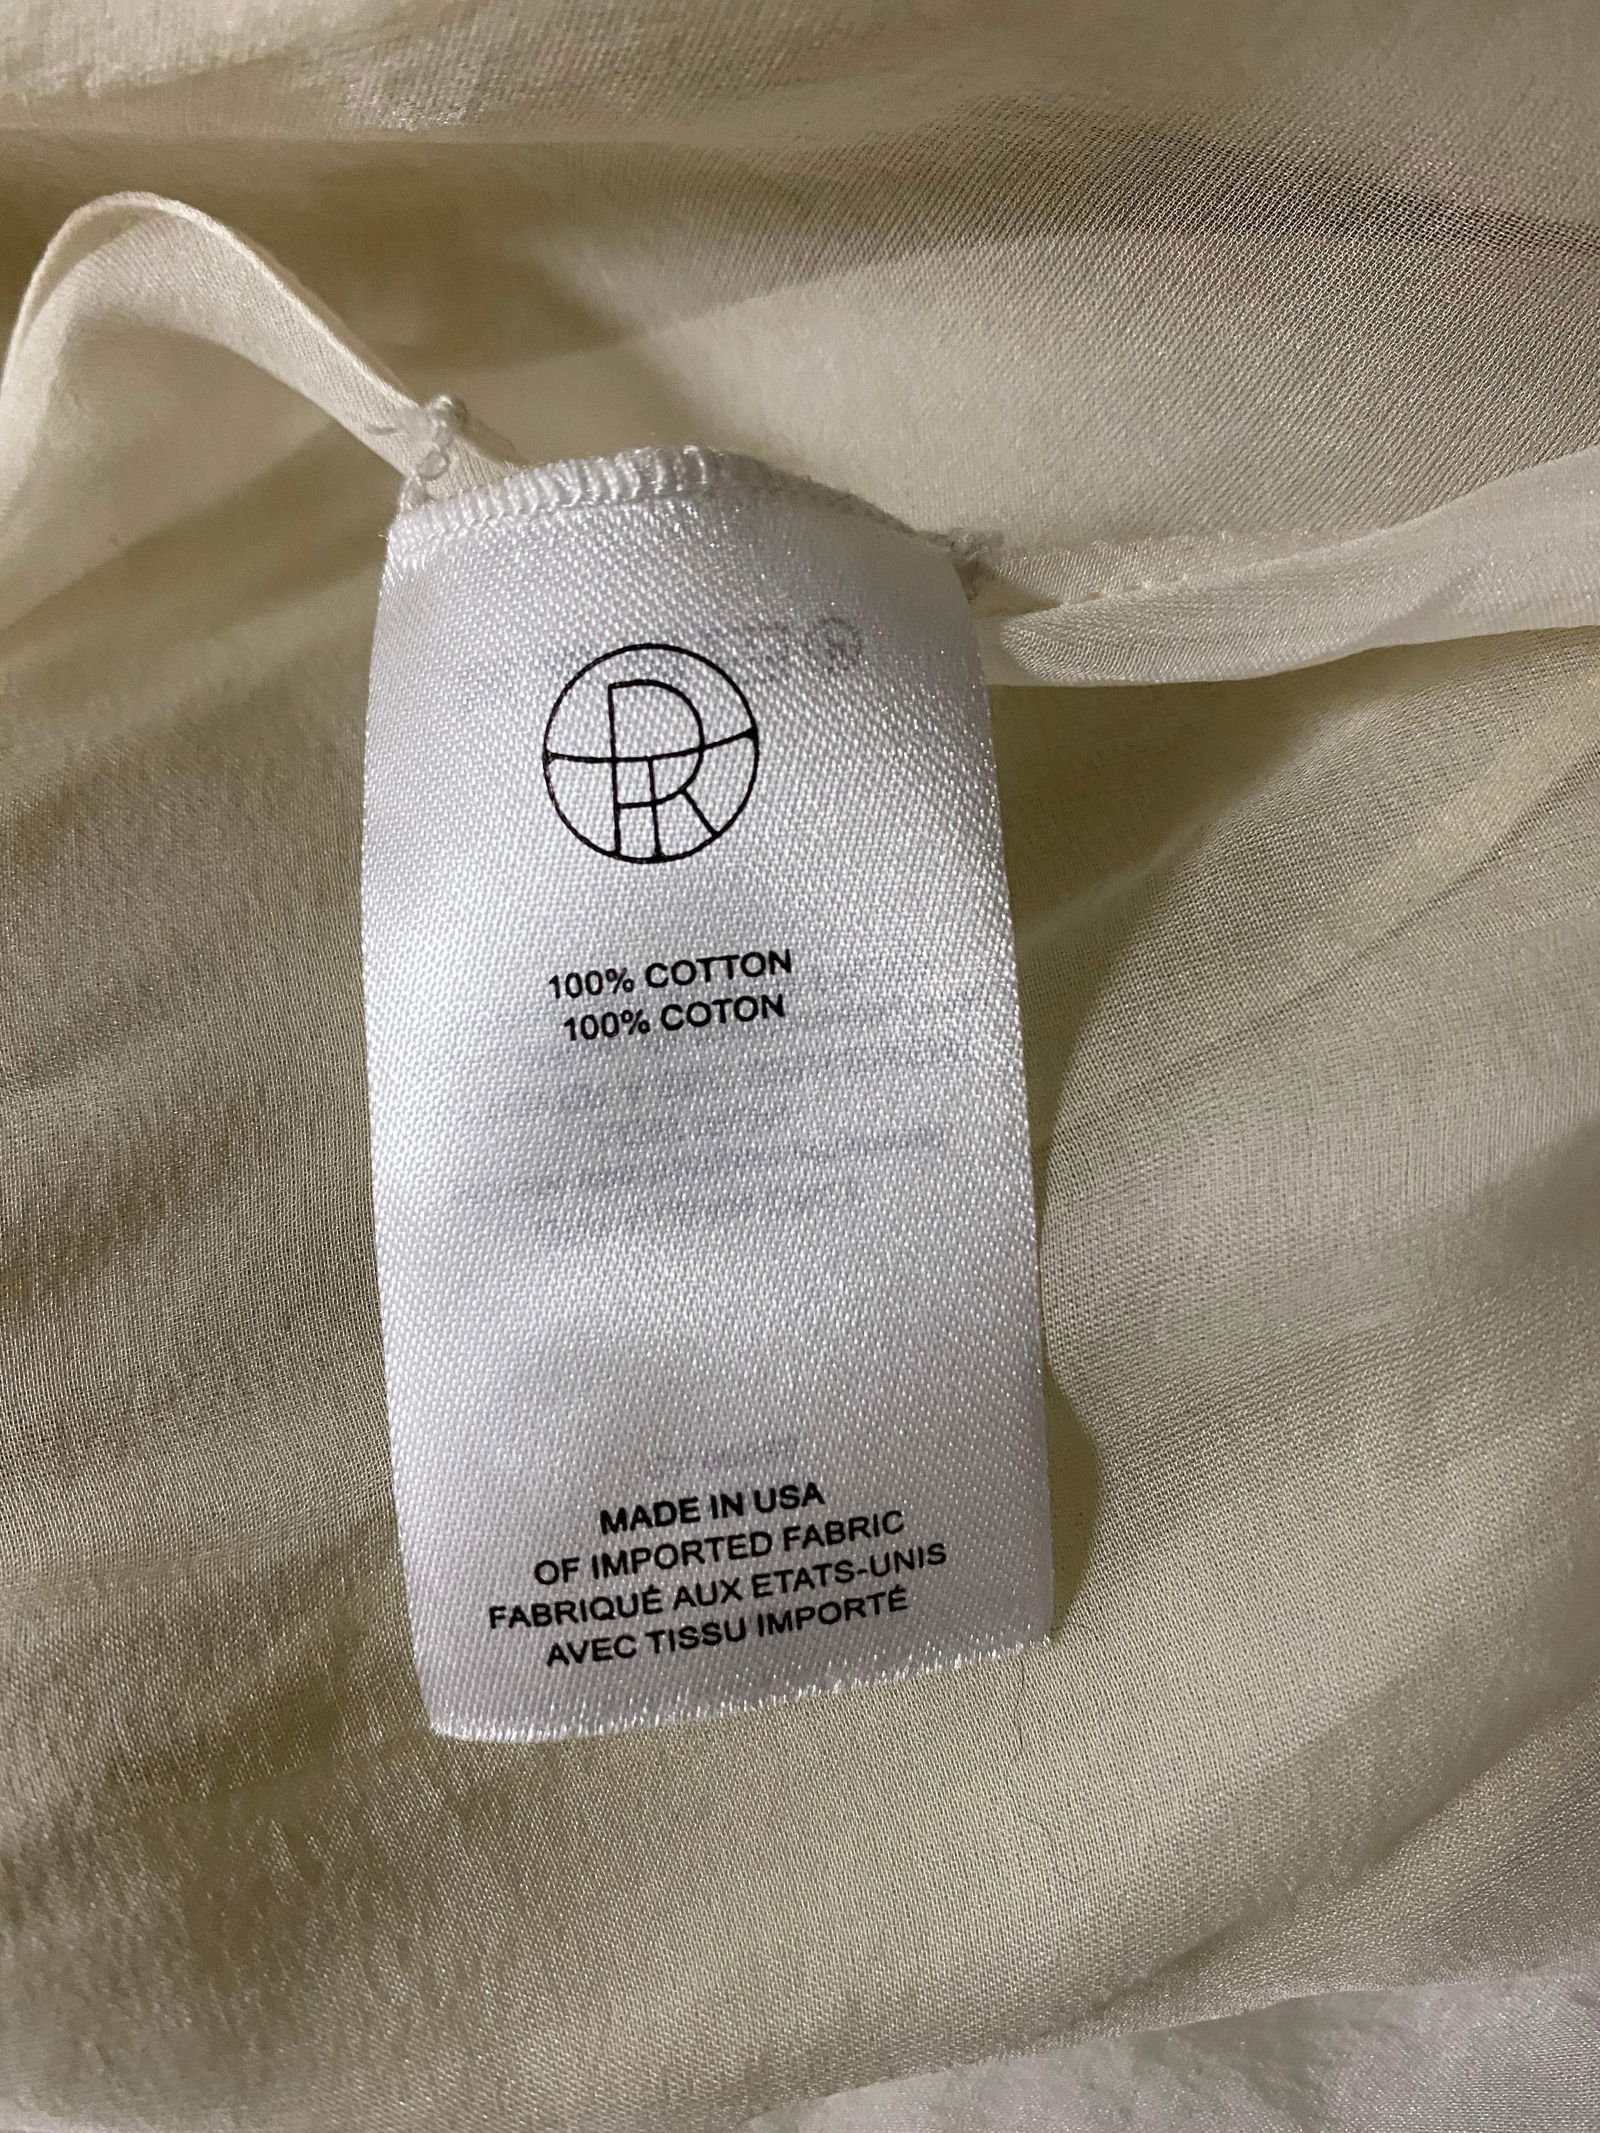 100% COTTON
100% COTON
MADE IN USA
OF IMPORTED FABRIC
FABRIQUÉ AUX ETATS-UNIS
AVEC TISSU IMPORTÉ